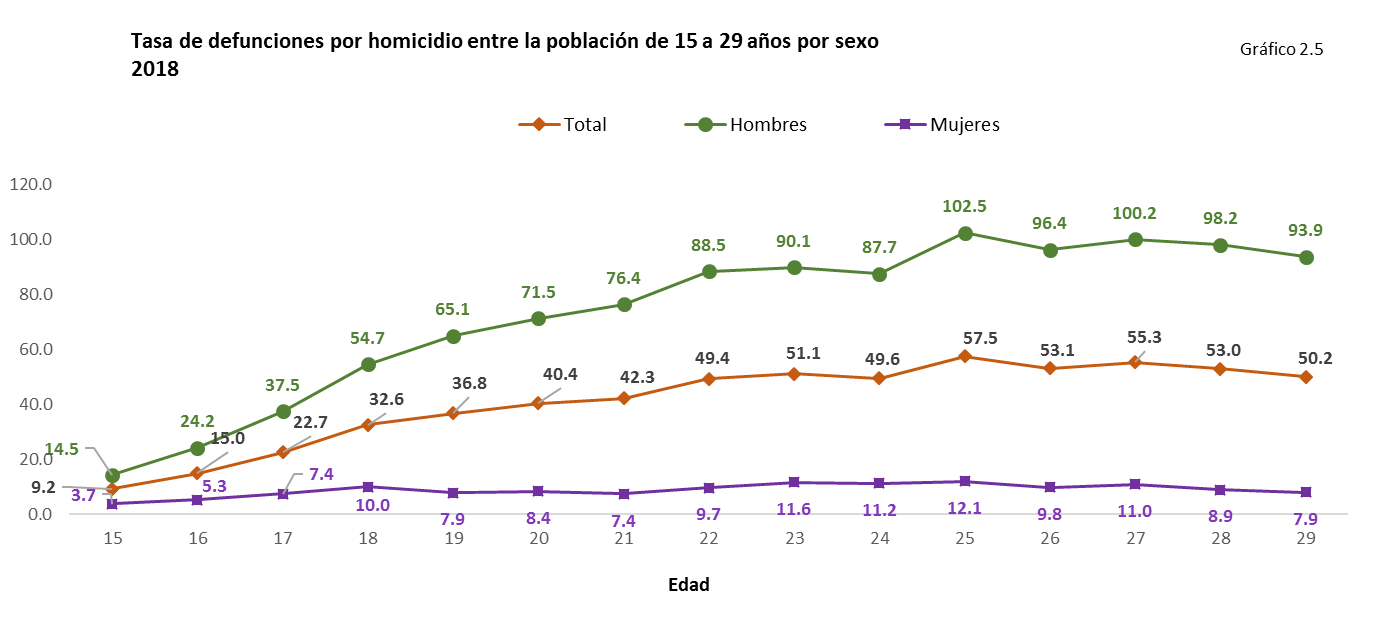 Tasa de defunciones por homicidio entre la población de 15 a 29 años por sexo
2018
Gráfico 2.5
Total Hombres Mujeres
120.0
100.0
80.0
60.0
40.0
20.0
0.0
14.5 24.2 37.5 54.7 65.1 71.5 76.4 88.5 90.1 87.7 102.5 96.4 100.2 98.2 93.9
9.2 15.0 22.7 32.6 36.8 40.4 42.3 49.4 51.1 49.6 57.5 53.1 55.3 53.0 50.2
3.7 5.3 7.4 10.0 7.9 8.4 7.4 9.7 11.6 11.2 12.1 9.8 11.0 8.9 7.9
15 16 17 18 19 20 21 22 23 24 25 26 27 28 29
Edad